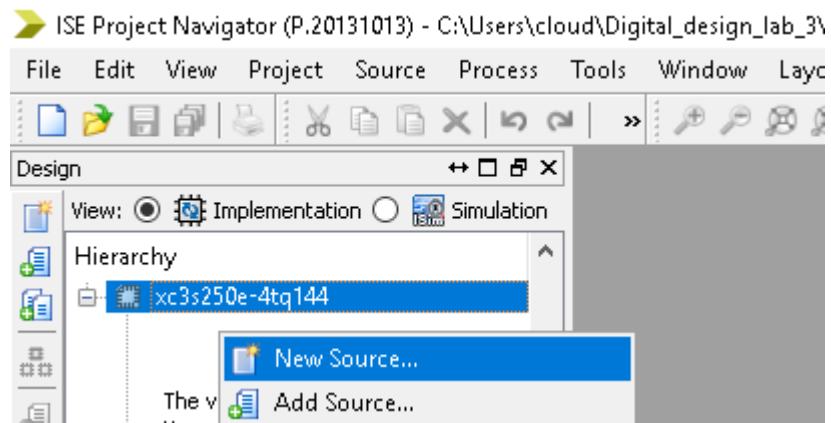 ISE Project Navigator (P.20131013) - C:\Users\cloud\Digital_design_lab_3\
File Edit View Project Source Process Tools Window Layo
»
Design
View: Implementation Simulation
Hierarchy
xc3s250e-4tq144
New Source...
The v
Add Source...